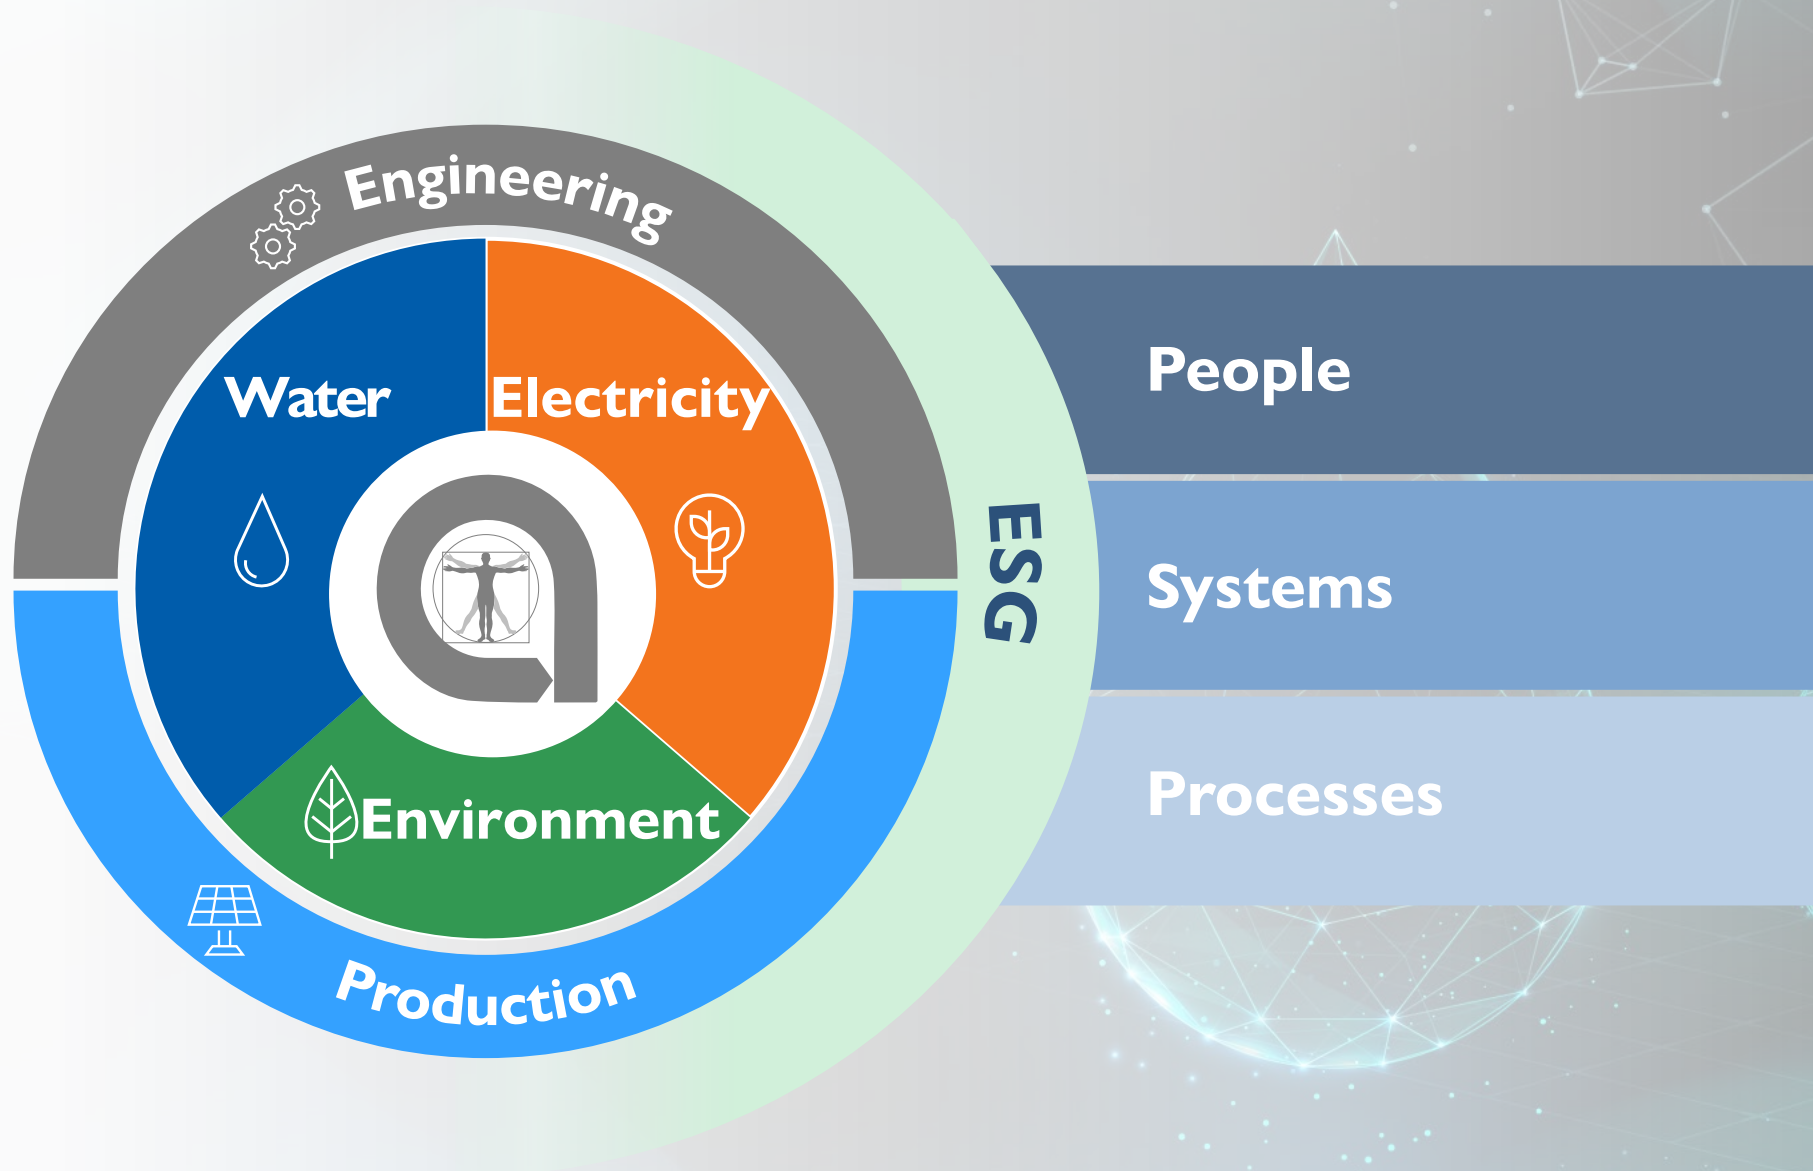 Engineering
Water
Electricity
Environment
Production
ESG
People
Systems
Processes